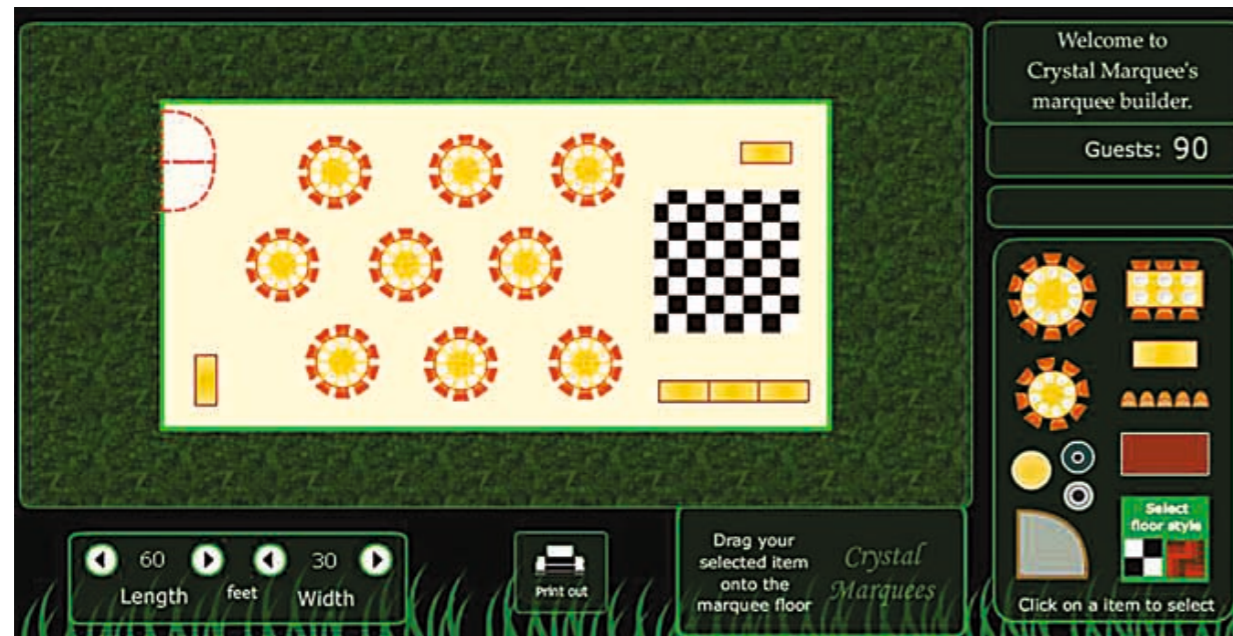 Welcome to
Crystal Marquee's
marquee builder.
Guests: 90
Select
floor style
Click on a item to select
60
30
Length
feet
Width
Print out
Drag your
selected item
onto the
marquee floor
Crystal
Marquees